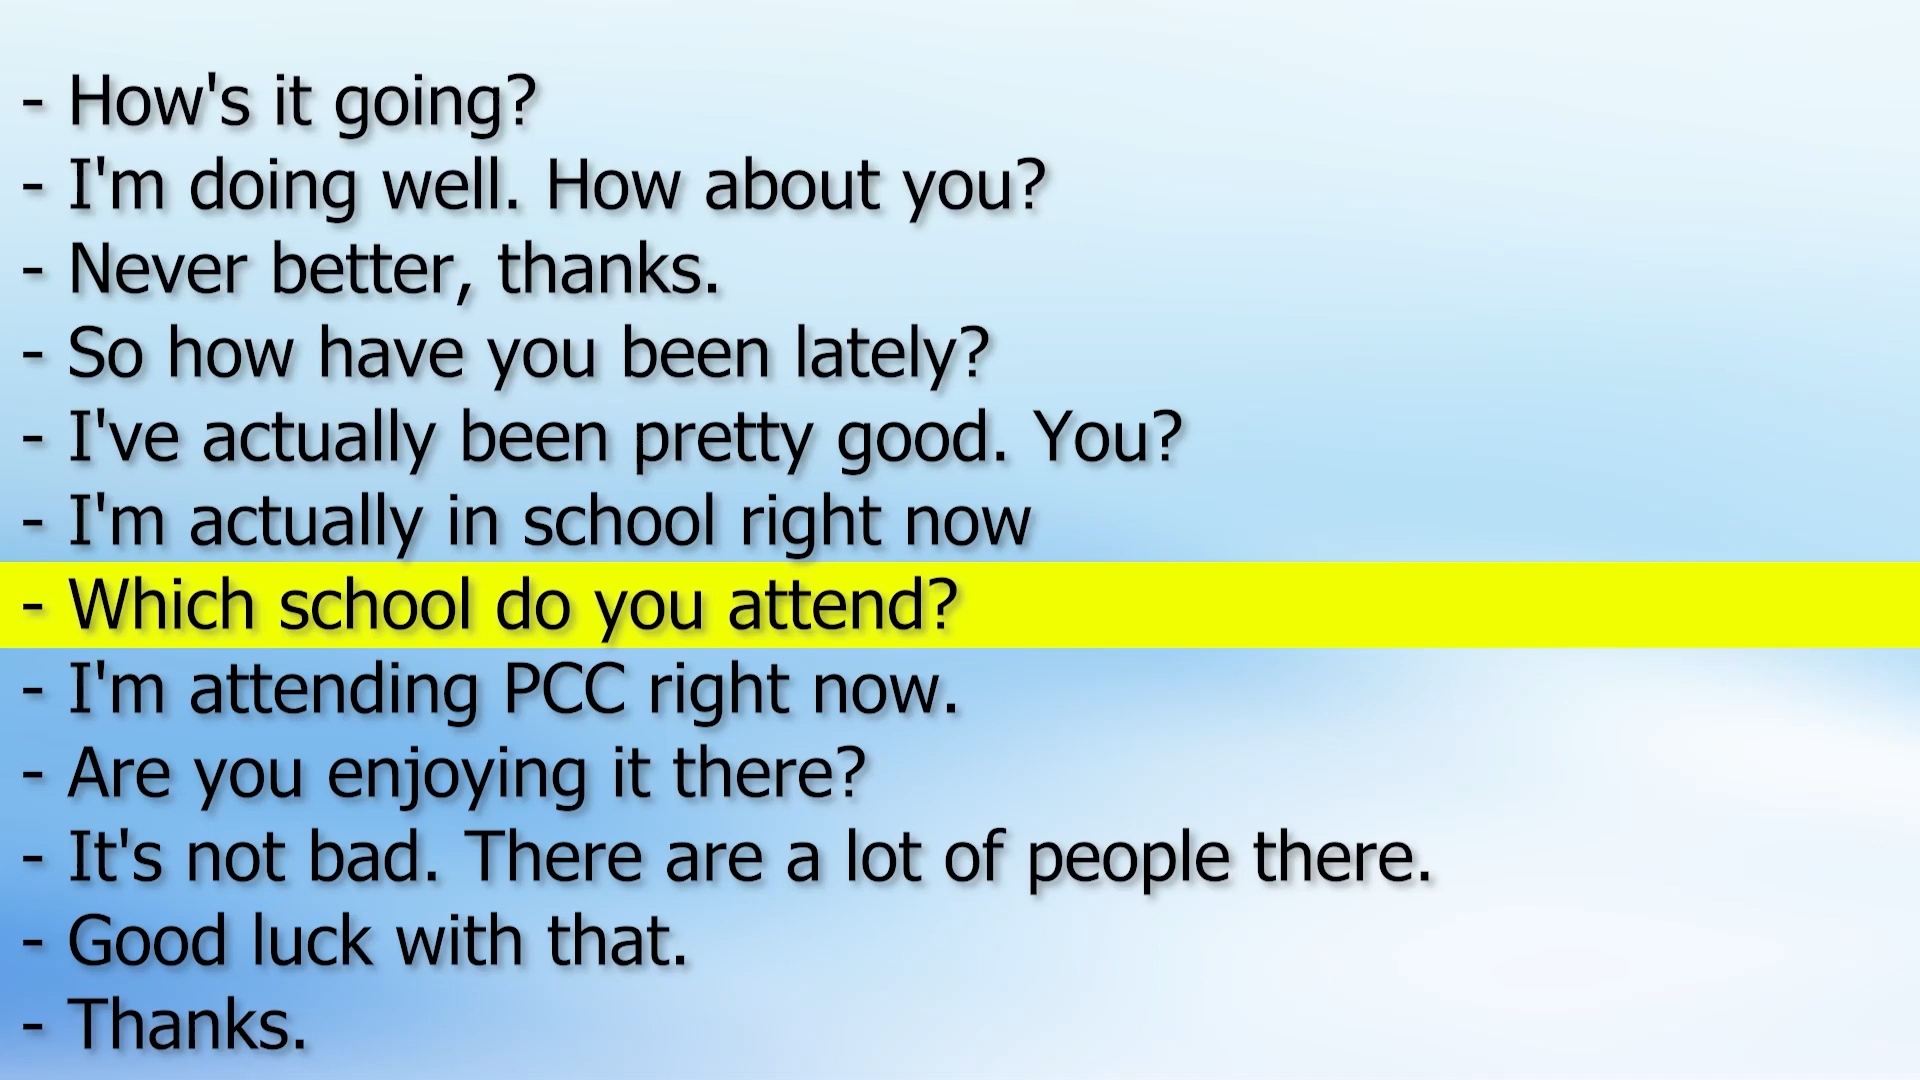 - How's it going?
- I'm doing well. How about you?
- Never better, thanks.
- So how have you been lately?
- I've actually been pretty good. You?
- I'm actually in school right now
- Which school do you attend?
- I'm attending PCC right now.
- Are you enjoying it there?
- It's not bad. There are a lot of people there.
- Good luck with that.
- Thanks.